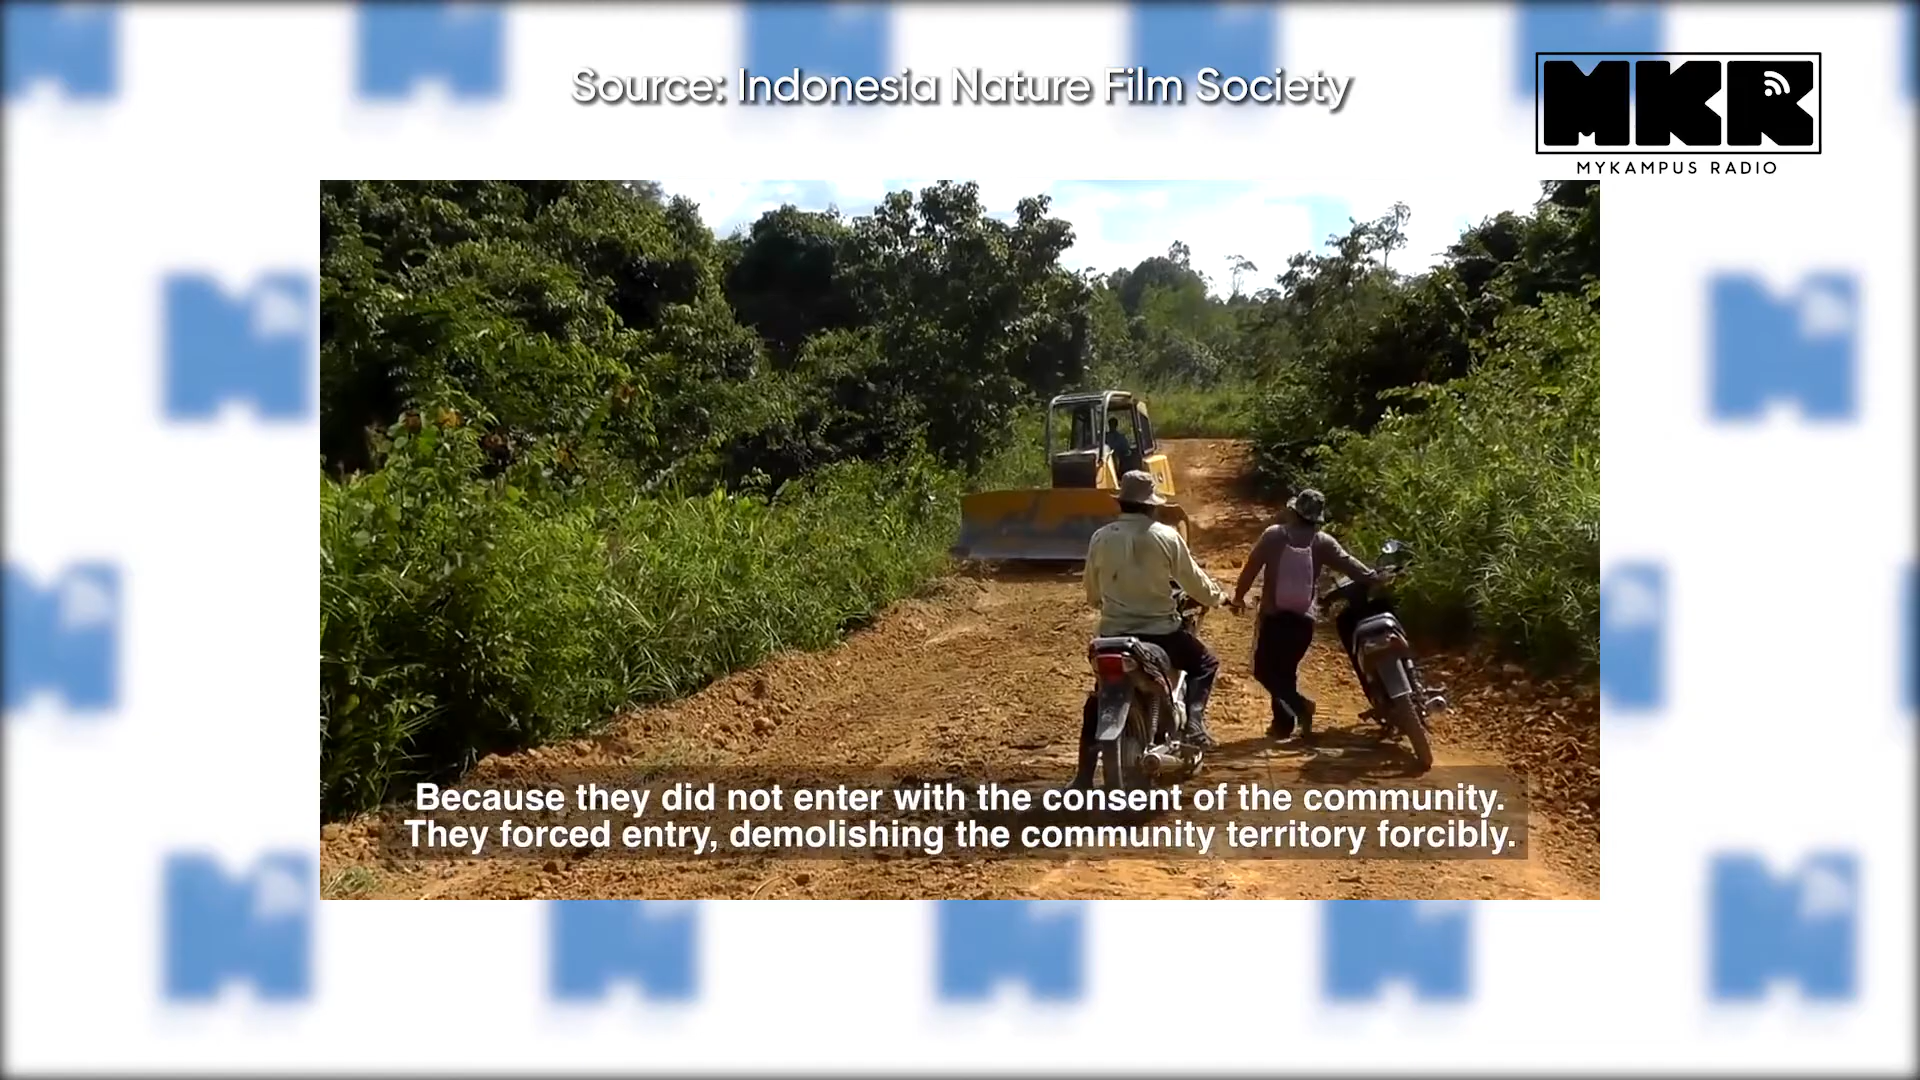 Source: Indonesia Nature Film Society
MKR
MYKAMPUS RADIO
Because they did not enter with the consent of the community.
They forced entry, demolishing the community territory forcibly.